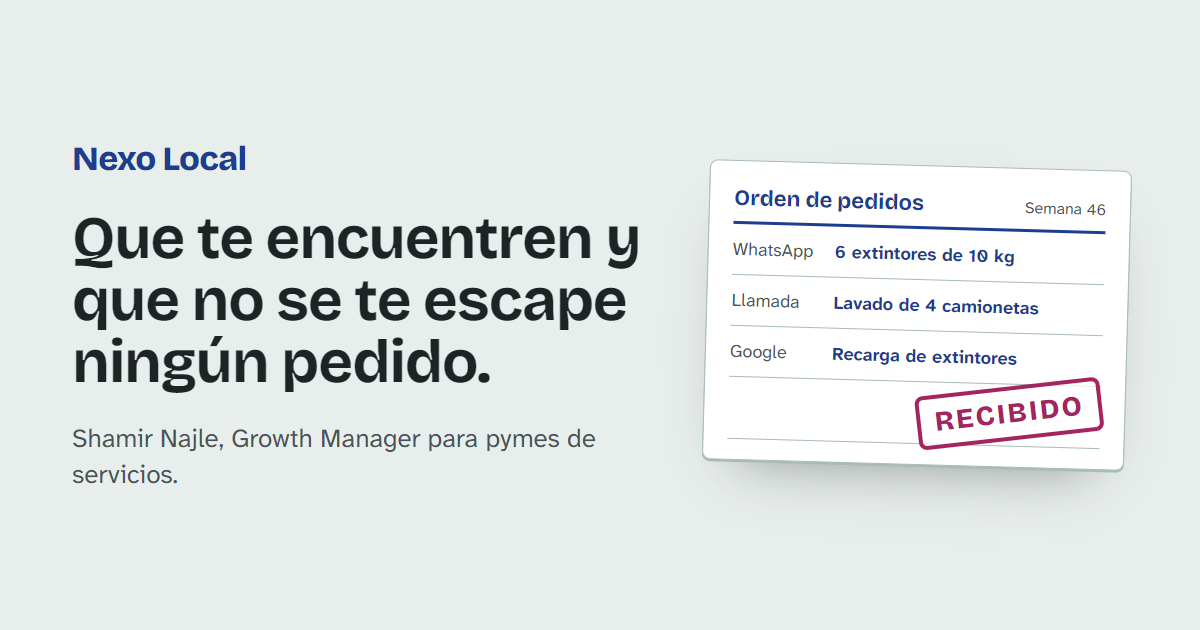 Nexo Local
Que te encuentren y
que no se te escape
ningún pedido.
Shamir Najle, Growth Manager para pymes de
servicios.
Orden de pedidos
Semana 46
WhatsApp 6 extintores de 10 kg
Llamada Lavado de 4 camionetas
Google Recarga de extintores
RECIBIDO